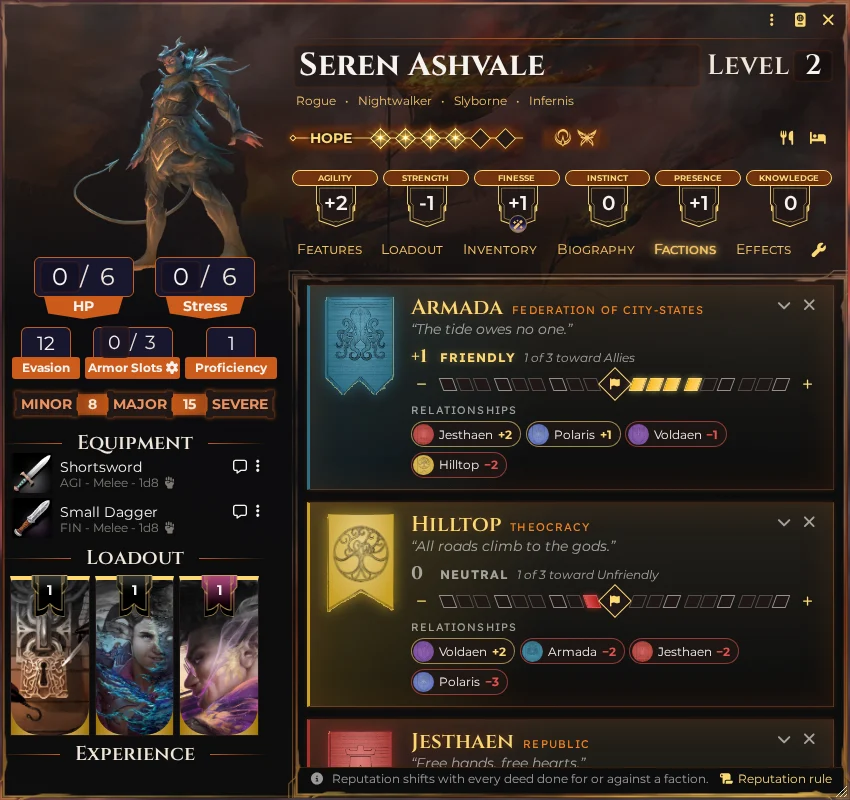 Seren Ashvale
Level 2
Rogue • Nightwalker • Slyborne • Infernis
HOPE
AGILITY STRENGTH FINESSE INSTINCT PRESENCE KNOWLEDGE
+2 -1 +1 0 +1 0
Features Loadout Inventory Biography Factions Effects
0 / 6 0 / 6
HP Stress
12 0 / 3 1
Evasion Armor Slots Proficiency
MINOR 8 MAJOR 15 SEVERE
Equipment
Shortsword
AGI - Melee - 1d8
Small Dagger
FIN - Melee - 1d8
Loadout
1 1 1
Experience
Armada FEDERATION OF CITY-STATES
“The tide owes no one.”
+1 FRIENDLY 1 of 3 toward Allies
− +
RELATIONSHIPS
Jesthaen +2 Polaris +1 Voldaen −1
Hilltop −2
Hilltop THEOCRACY
“All roads climb to the gods.”
0 NEUTRAL 1 of 3 toward Unfriendly
− +
RELATIONSHIPS
Voldaen +2 Armada −2 Jesthaen −2
Polaris −3
Jesthaen REPUBLIC
“Free hands, free hearts.”
Reputation shifts with every deed done for or against a faction. Reputation rule